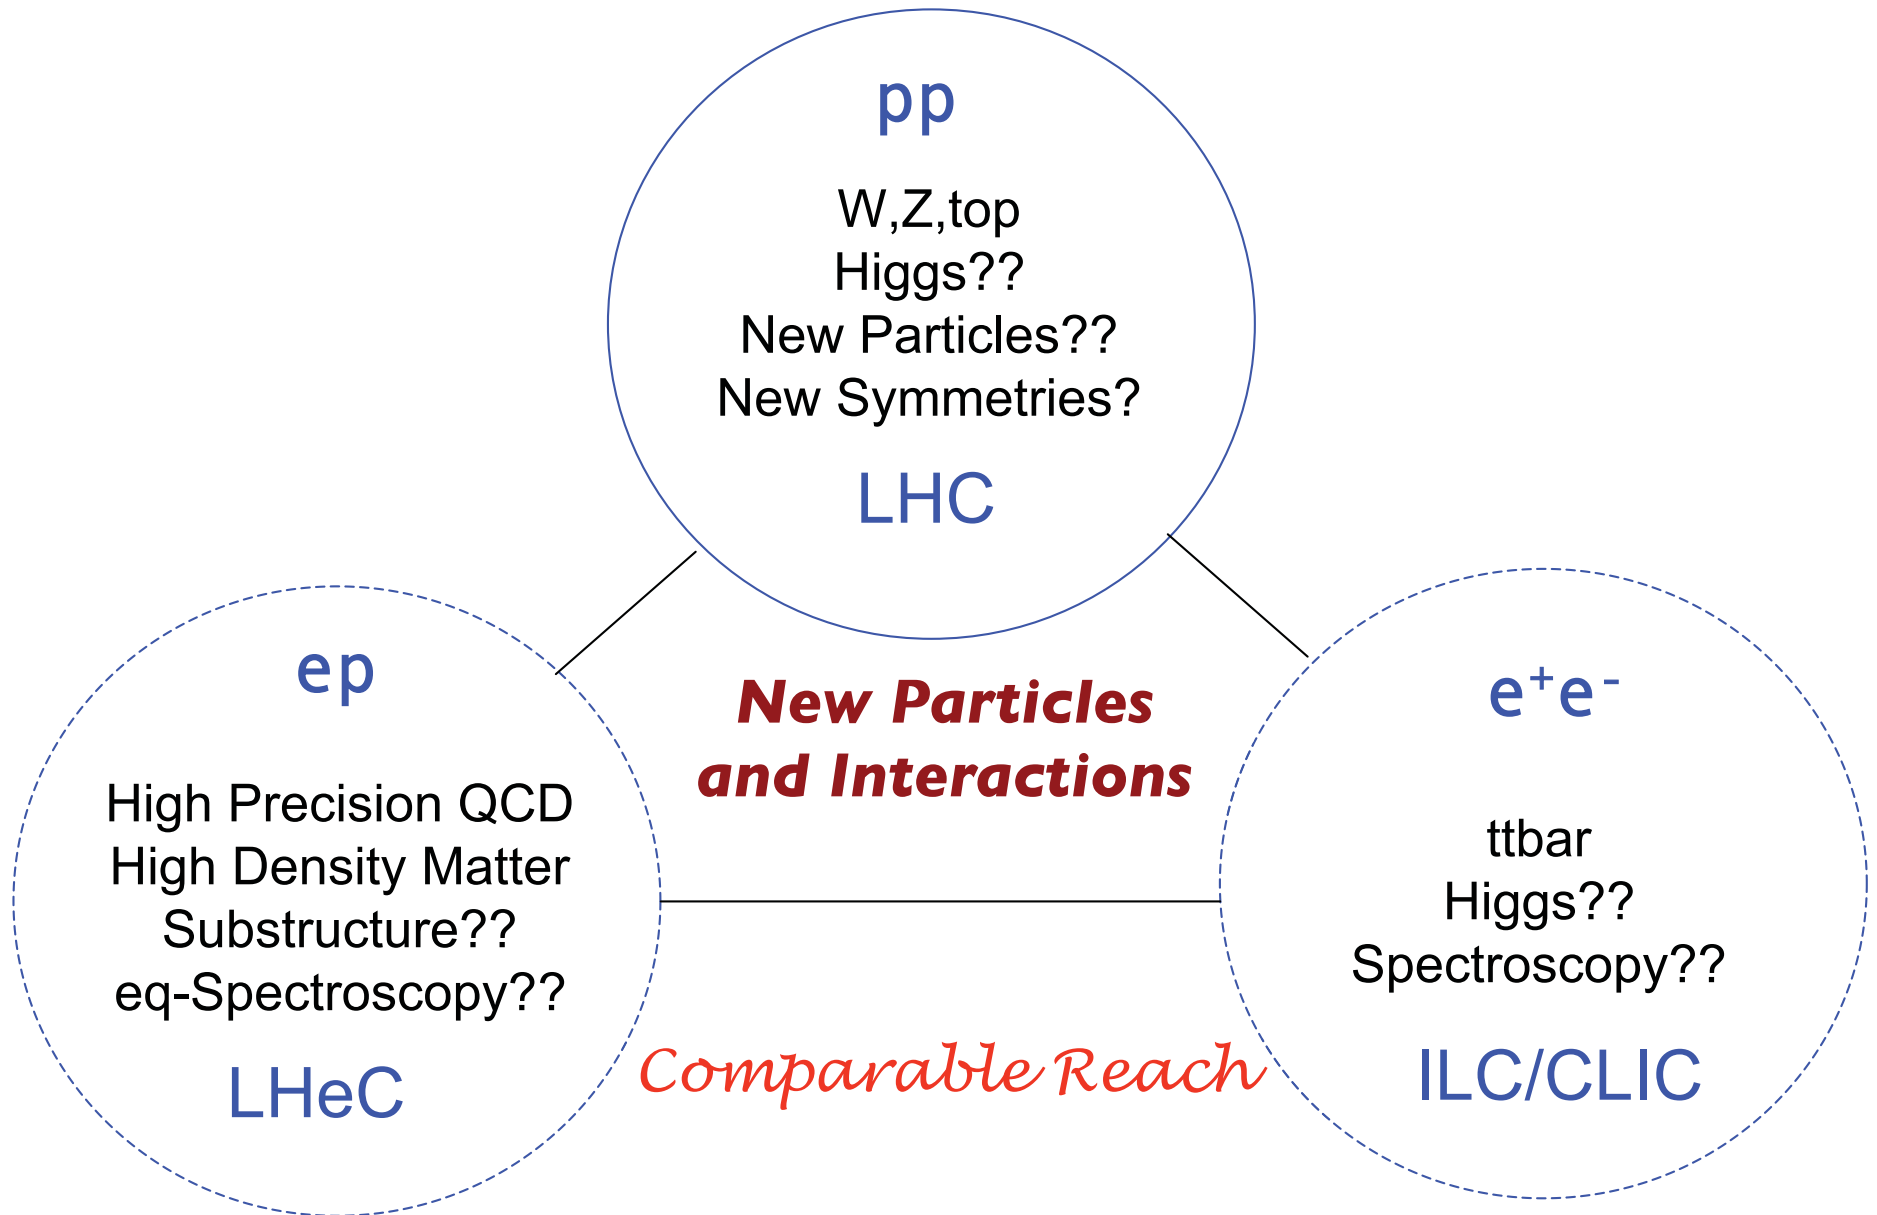 pp
W,Z,top
Higgs??
New Particles??
New Symmetries?
LHC
ep
High Precision QCD
High Density Matter
Substructure??
eq-Spectroscopy??
LHeC
New Particles
and Interactions
Comparable Reach
e⁺e⁻
ttbar
Higgs??
Spectroscopy??
ILC/CLIC